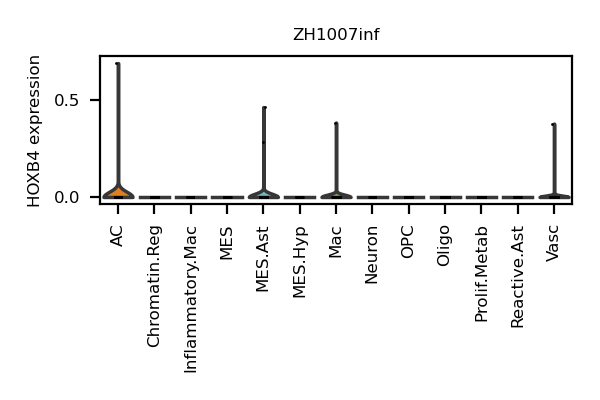 ZH1007inf
HOXB4 expression
0.5
0.0
AC
Chromatin.Reg
Inflammatory.Mac
MES
MES.Ast
MES.Hyp
Mac
Neuron
OPC
Oligo
Prolif.Metab
Reactive.Ast
Vasc